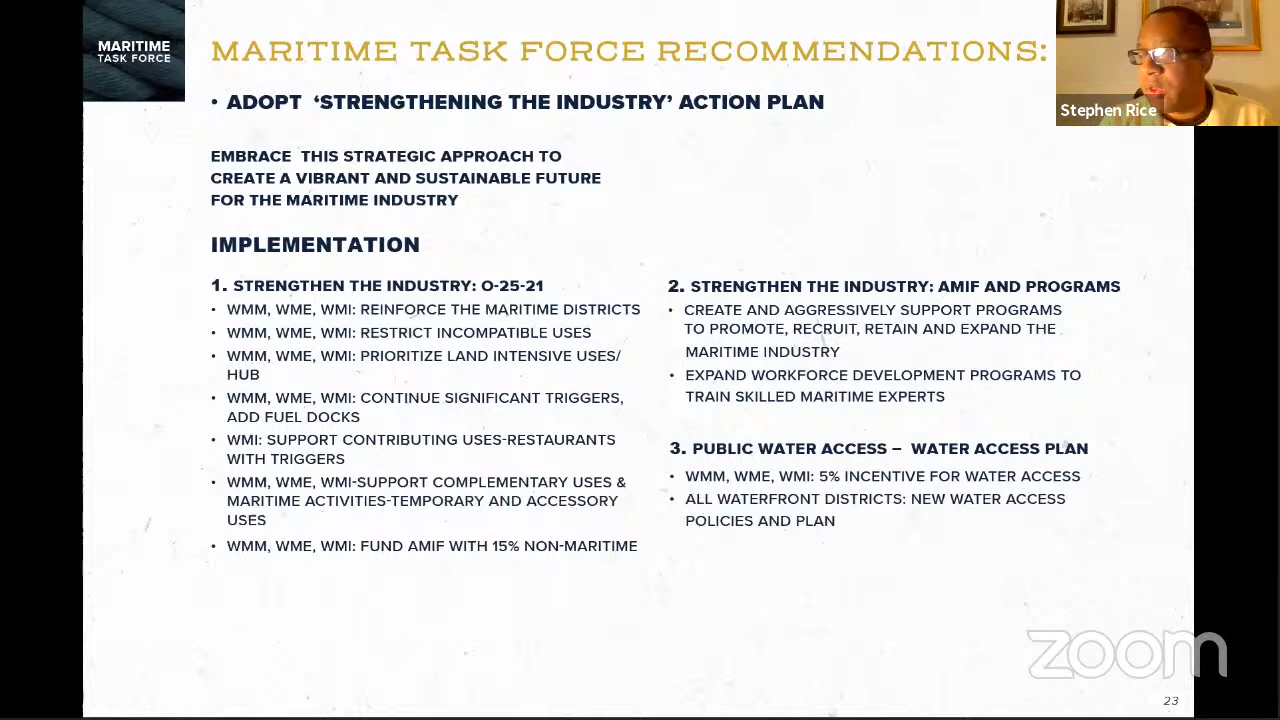 MARITIME
TASK FORCE
MARITIME TASK FORCE RECOMMENDATIONS:
• ADOPT ‘STRENGTHENING THE INDUSTRY’ ACTION PLAN
Stephen Rice
EMBRACE THIS STRATEGIC APPROACH TO
CREATE A VIBRANT AND SUSTAINABLE FUTURE
FOR THE MARITIME INDUSTRY
IMPLEMENTATION
1. STRENGTHEN THE INDUSTRY: O-25-21
• WMM, WME, WMI: REINFORCE THE MARITIME DISTRICTS
• WMM, WME, WMI: RESTRICT INCOMPATIBLE USES
• WMM, WME, WMI: PRIORITIZE LAND INTENSIVE USES/
HUB
• WMM, WME, WMI: CONTINUE SIGNIFICANT TRIGGERS,
ADD FUEL DOCKS
• WMI: SUPPORT CONTRIBUTING USES-RESTAURANTS
WITH TRIGGERS
• WMM, WME, WMI-SUPPORT COMPLEMENTARY USES &
MARITIME ACTIVITIES-TEMPORARY AND ACCESSORY
USES
• WMM, WME, WMI: FUND AMIF WITH 15% NON-MARITIME
2. STRENGTHEN THE INDUSTRY: AMIF AND PROGRAMS
• CREATE AND AGGRESSIVELY SUPPORT PROGRAMS
TO PROMOTE, RECRUIT, RETAIN AND EXPAND THE
MARITIME INDUSTRY
• EXPAND WORKFORCE DEVELOPMENT PROGRAMS TO
TRAIN SKILLED MARITIME EXPERTS
3. PUBLIC WATER ACCESS – WATER ACCESS PLAN
• WMM, WME, WMI: 5% INCENTIVE FOR WATER ACCESS
• ALL WATERFRONT DISTRICTS: NEW WATER ACCESS
POLICIES AND PLAN
zoom
23